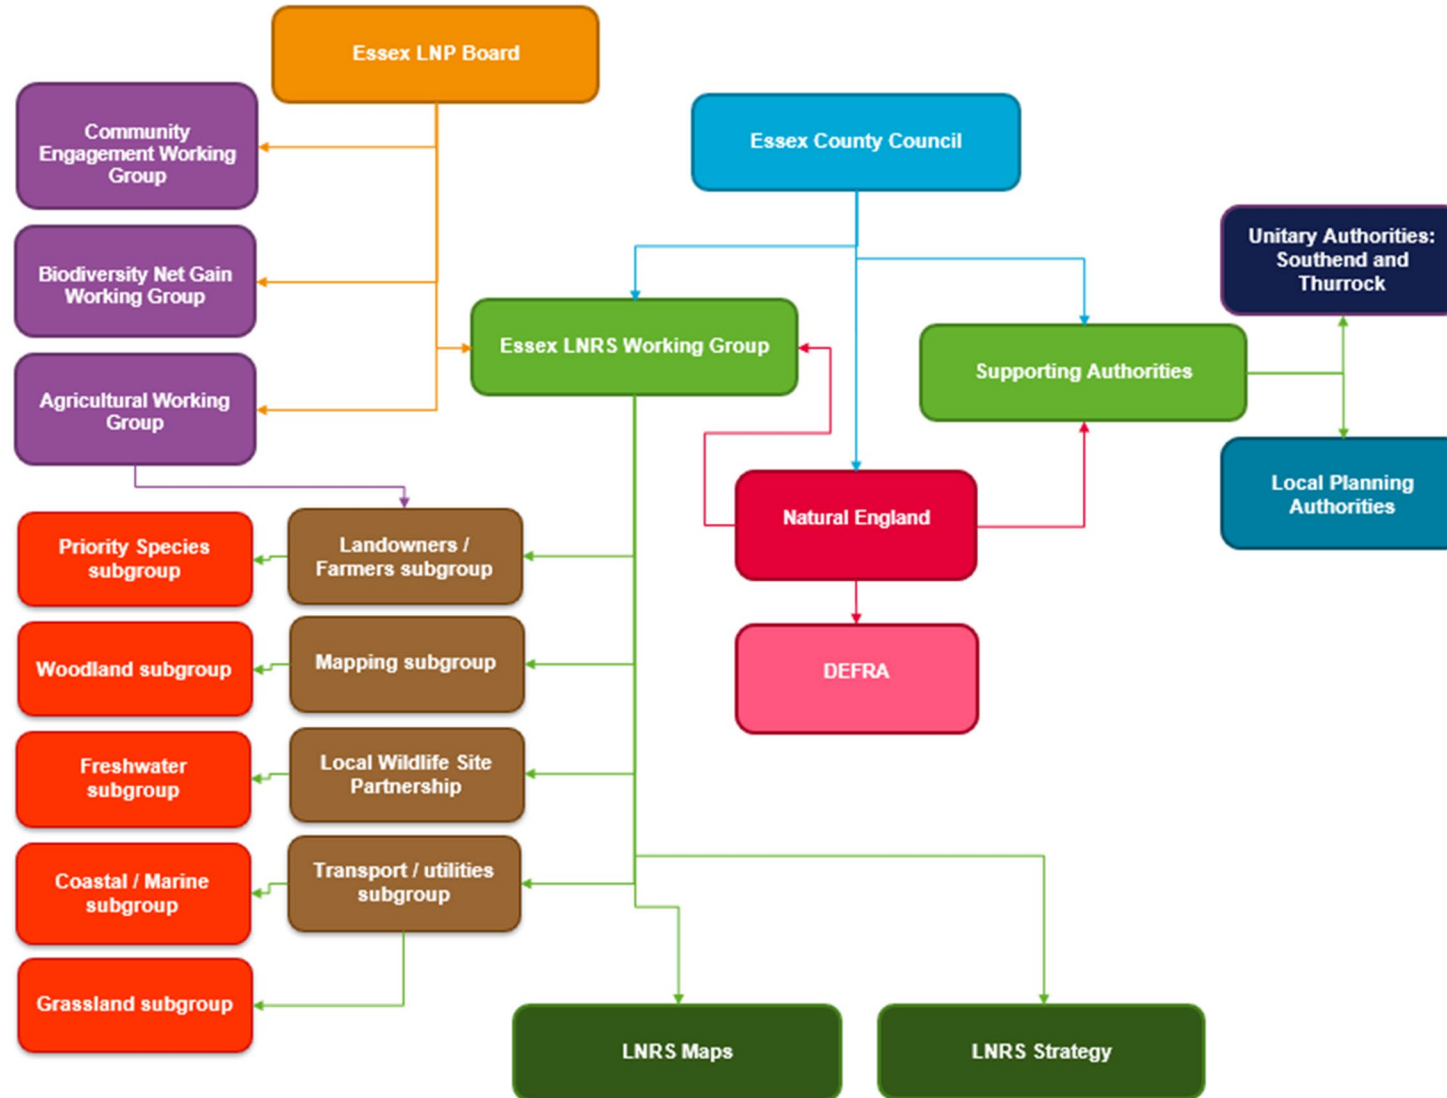 Essex LNP Board
Community
Engagement Working
Group
Essex County Council
Biodiversity Net Gain
Working Group
Unitary Authorities:
Southend and
Thurrock
Essex LNRS Working Group
Supporting Authorities
Agricultural Working
Group
Local Planning
Authorities
Natural England
Priority Species
subgroup
Landowners /
Farmers subgroup
Woodland subgroup
Mapping subgroup
DEFRA
Freshwater
subgroup
Local Wildlife Site
Partnership
Coastal / Marine
subgroup
Transport / utilities
subgroup
Grassland subgroup
LNRS Maps
LNRS Strategy